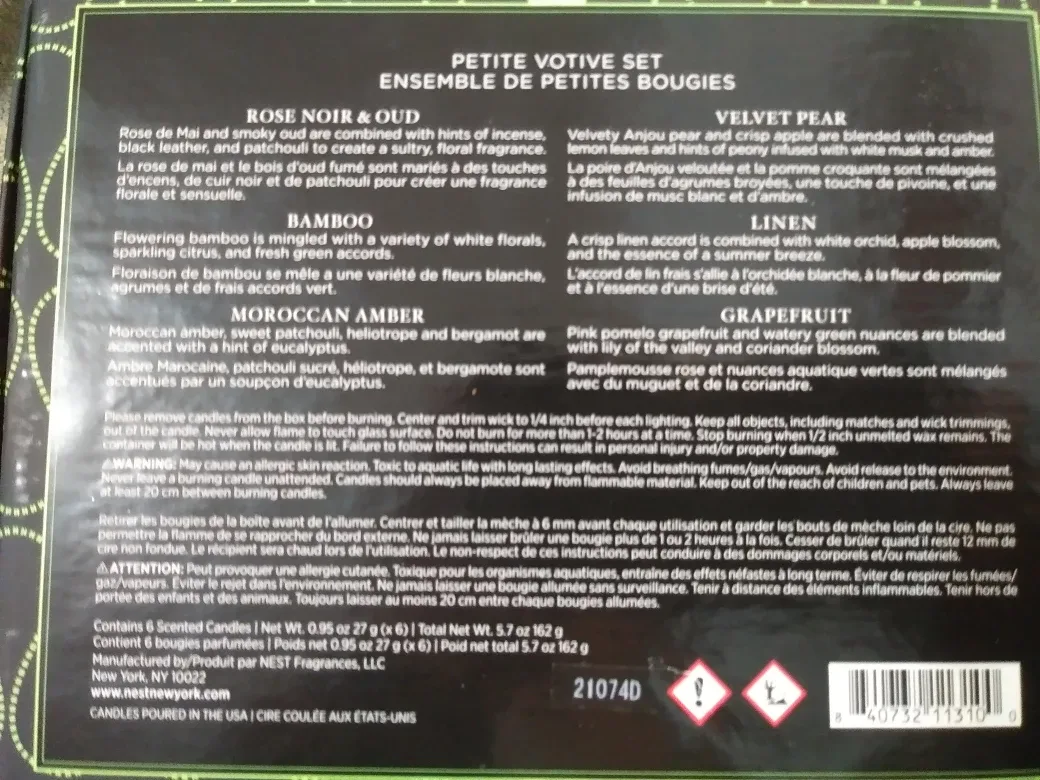 PETITE VOTIVE SET
ENSEMBLE DE PETITES BOUGIES
ROSE NOIR & OUD
Rose de Mai and smoky oud are combined with hints of incense,
black leather, and patchouli to create a sultry, floral fragrance.
La rose de mai et le bois d'oud fumé sont mariés à des touches
d'encens, de cuir noir et de patchouli pour créer une fragrance
florale et sensuelle.
BAMBOO
Flowering bamboo is mingled with a variety of white florals,
sparkling citrus, and fresh green accords.
Floraison de bambou se mêle a une variété de fleurs blanche,
agrumes et de frais accords vert.
MOROCCAN AMBER
Moroccan amber, sweet patchouli, heliotrope and bergamot are
accented with a hint of eucalyptus.
Ambre Marocaine, patchouli sucré, héliotrope, et bergamote sont
accentués par un soupçon d'eucalyptus.
VELVET PEAR
Velvety Anjou pear and crisp apple are blended with crushed
lemon leaves and hints of peony infused with white musk and amber.
La poire d'Anjou veloutée et la pomme croquante sont mélangées
à des feuilles d'agrumes broyées, une touche de pivoine, et une
infusion de musc blanc et d'ambre.
LINEN
A crisp linen accord is combined with white orchid, apple blossom,
and the essence of a summer breeze.
L'accord de lin frais s'allie à l'orchidée blanche, à la fleur de pommier
et à l'essence d'une brise d'été.
GRAPEFRUIT
Pink pomelo grapefruit and watery green nuances are blended
with lily of the valley and coriander blossom.
Pamplemousse rose et nuances aquatique vertes sont mélangés
avec du muguet et de la coriandre.
Please remove candles from the box before burning. Center and trim wick to 1/4 inch before each lighting. Keep all objects, including matches and wick trimmings,
out of the candle. Never allow flame to touch glass surface. Do not burn for more than 1-2 hours at a time. Stop burning when 1/2 inch unmelted wax remains. The
container will be hot when the candle is lit. Failure to follow these instructions can result in personal injury and/or property damage.
⚠WARNING: May cause an allergic skin reaction. Toxic to aquatic life with long lasting effects. Avoid breathing fumes/gas/vapours. Avoid release to the environment.
Never leave a burning candle unattended. Candles should always be placed away from flammable material. Keep out of the reach of children and pets. Always leave
at least 20 cm between burning candles.
Retirer les bougies de la boîte avant de l'allumer. Centrer et tailler la mèche à 6 mm avant chaque utilisation et garder les bouts de mèche loin de la cire. Ne pas
permettre la flamme de se rapprocher du bord externe. Ne jamais laisser brûler une bougie plus de 1 ou 2 heures à la fois. Cesser de brûler quand il reste 12 mm de
cire non fondue. Le récipient sera chaud lors de l'utilisation. Le non-respect de ces instructions peut conduire à des dommages corporels et/ou matériels.
⚠ATTENTION: Peut provoquer une allergie cutanée. Toxique pour les organismes aquatiques, entraîne des effets néfastes à long terme. Éviter de respirer les fumées/
gaz/vapeurs. Éviter le rejet dans l'environnement. Ne jamais laisser une bougie allumée sans surveillance. Tenir à distance des éléments inflammables. Tenir hors de
portée des enfants et des animaux. Toujours laisser au moins 20 cm entre chaque bougies allumées.
Contains 6 Scented Candles | Net Wt. 0.95 oz 27 g (x 6) | Total Net Wt. 5.7 oz 162 g
Contient 6 bougies parfumées | Poids net 0.95 oz 27 g (x 6) | Poid net total 5.7 oz 162 g
Manufactured by/Produit par NEST Fragrances, LLC
New York, NY 10022
www.nestnewyork.com
CANDLES POURED IN THE USA | CIRE COULÉE AUX ÉTATS-UNIS
21074D
8 40732 11310 0